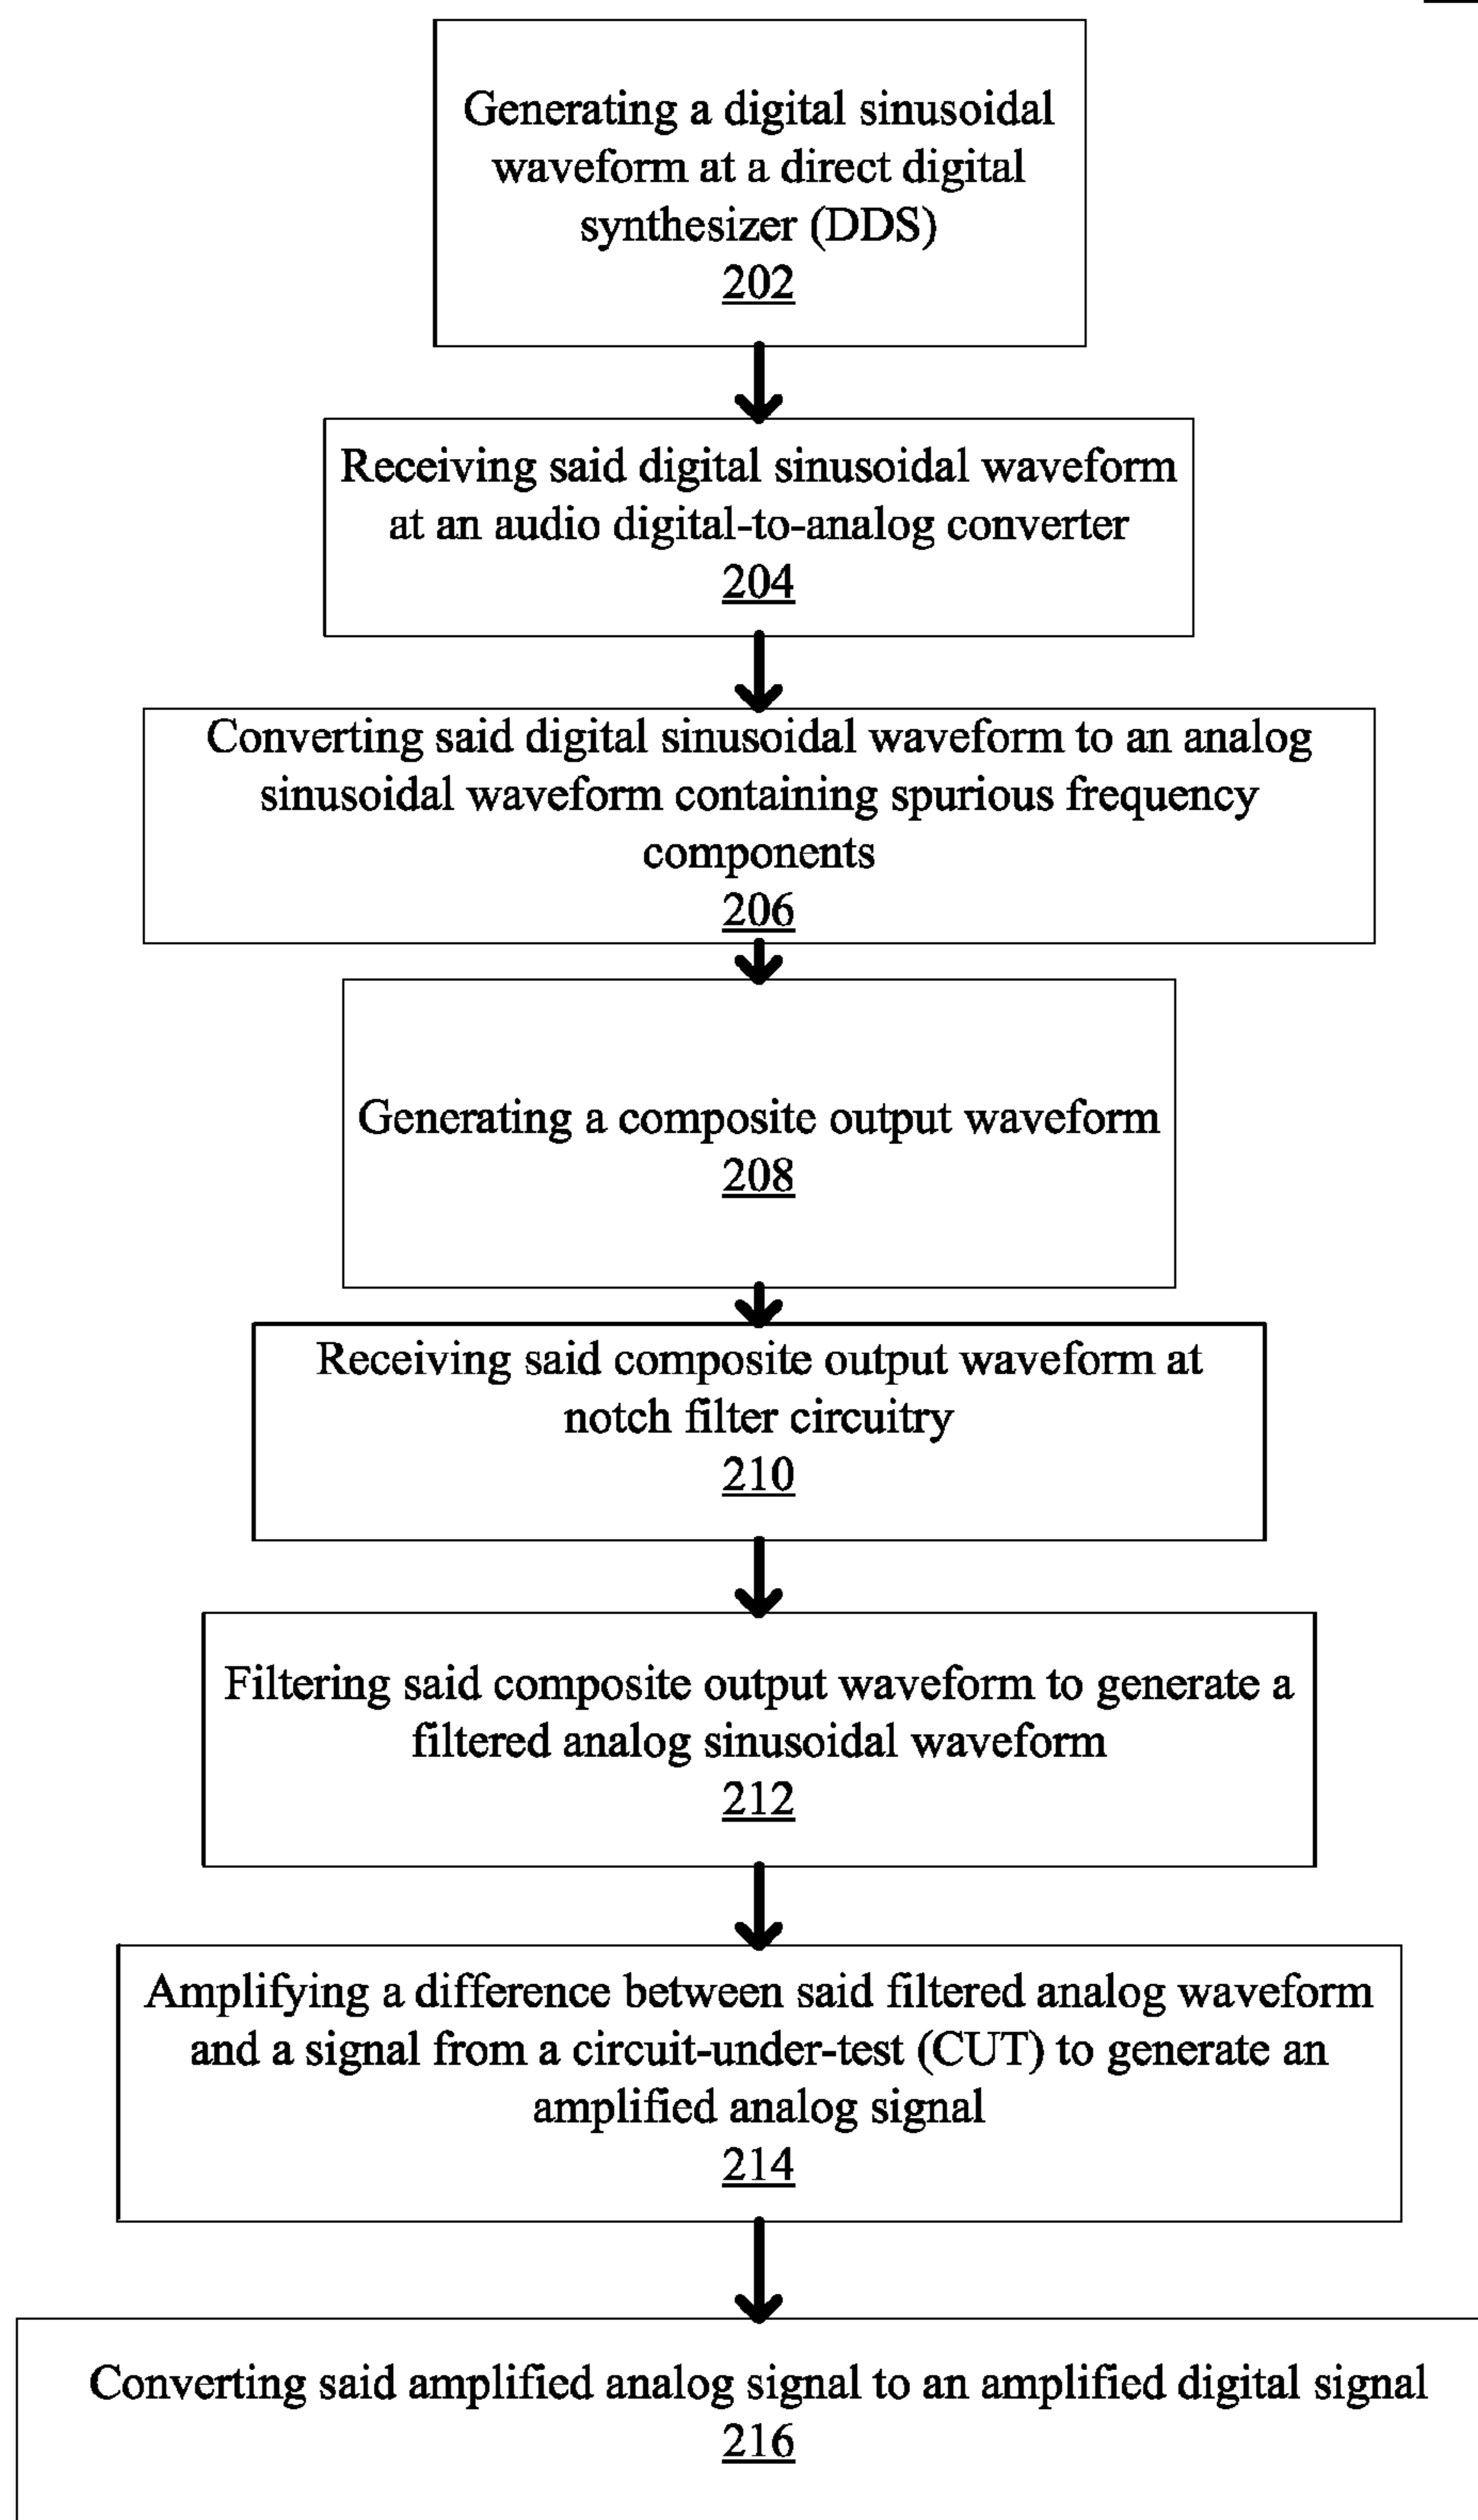 Generating a digital sinusoidal
waveform at a direct digital
synthesizer (DDS)
202
Receiving said digital sinusoidal waveform
at an audio digital-to-analog converter
204
Converting said digital sinusoidal waveform to an analog
sinusoidal waveform containing spurious frequency
components
206
Generating a composite output waveform
208
Receiving said composite output waveform at
notch filter circuitry
210
Filtering said composite output waveform to generate a
filtered analog sinusoidal waveform
212
Amplifying a difference between said filtered analog waveform
and a signal from a circuit-under-test (CUT) to generate an
amplified analog signal
214
Converting said amplified analog signal to an amplified digital signal
216